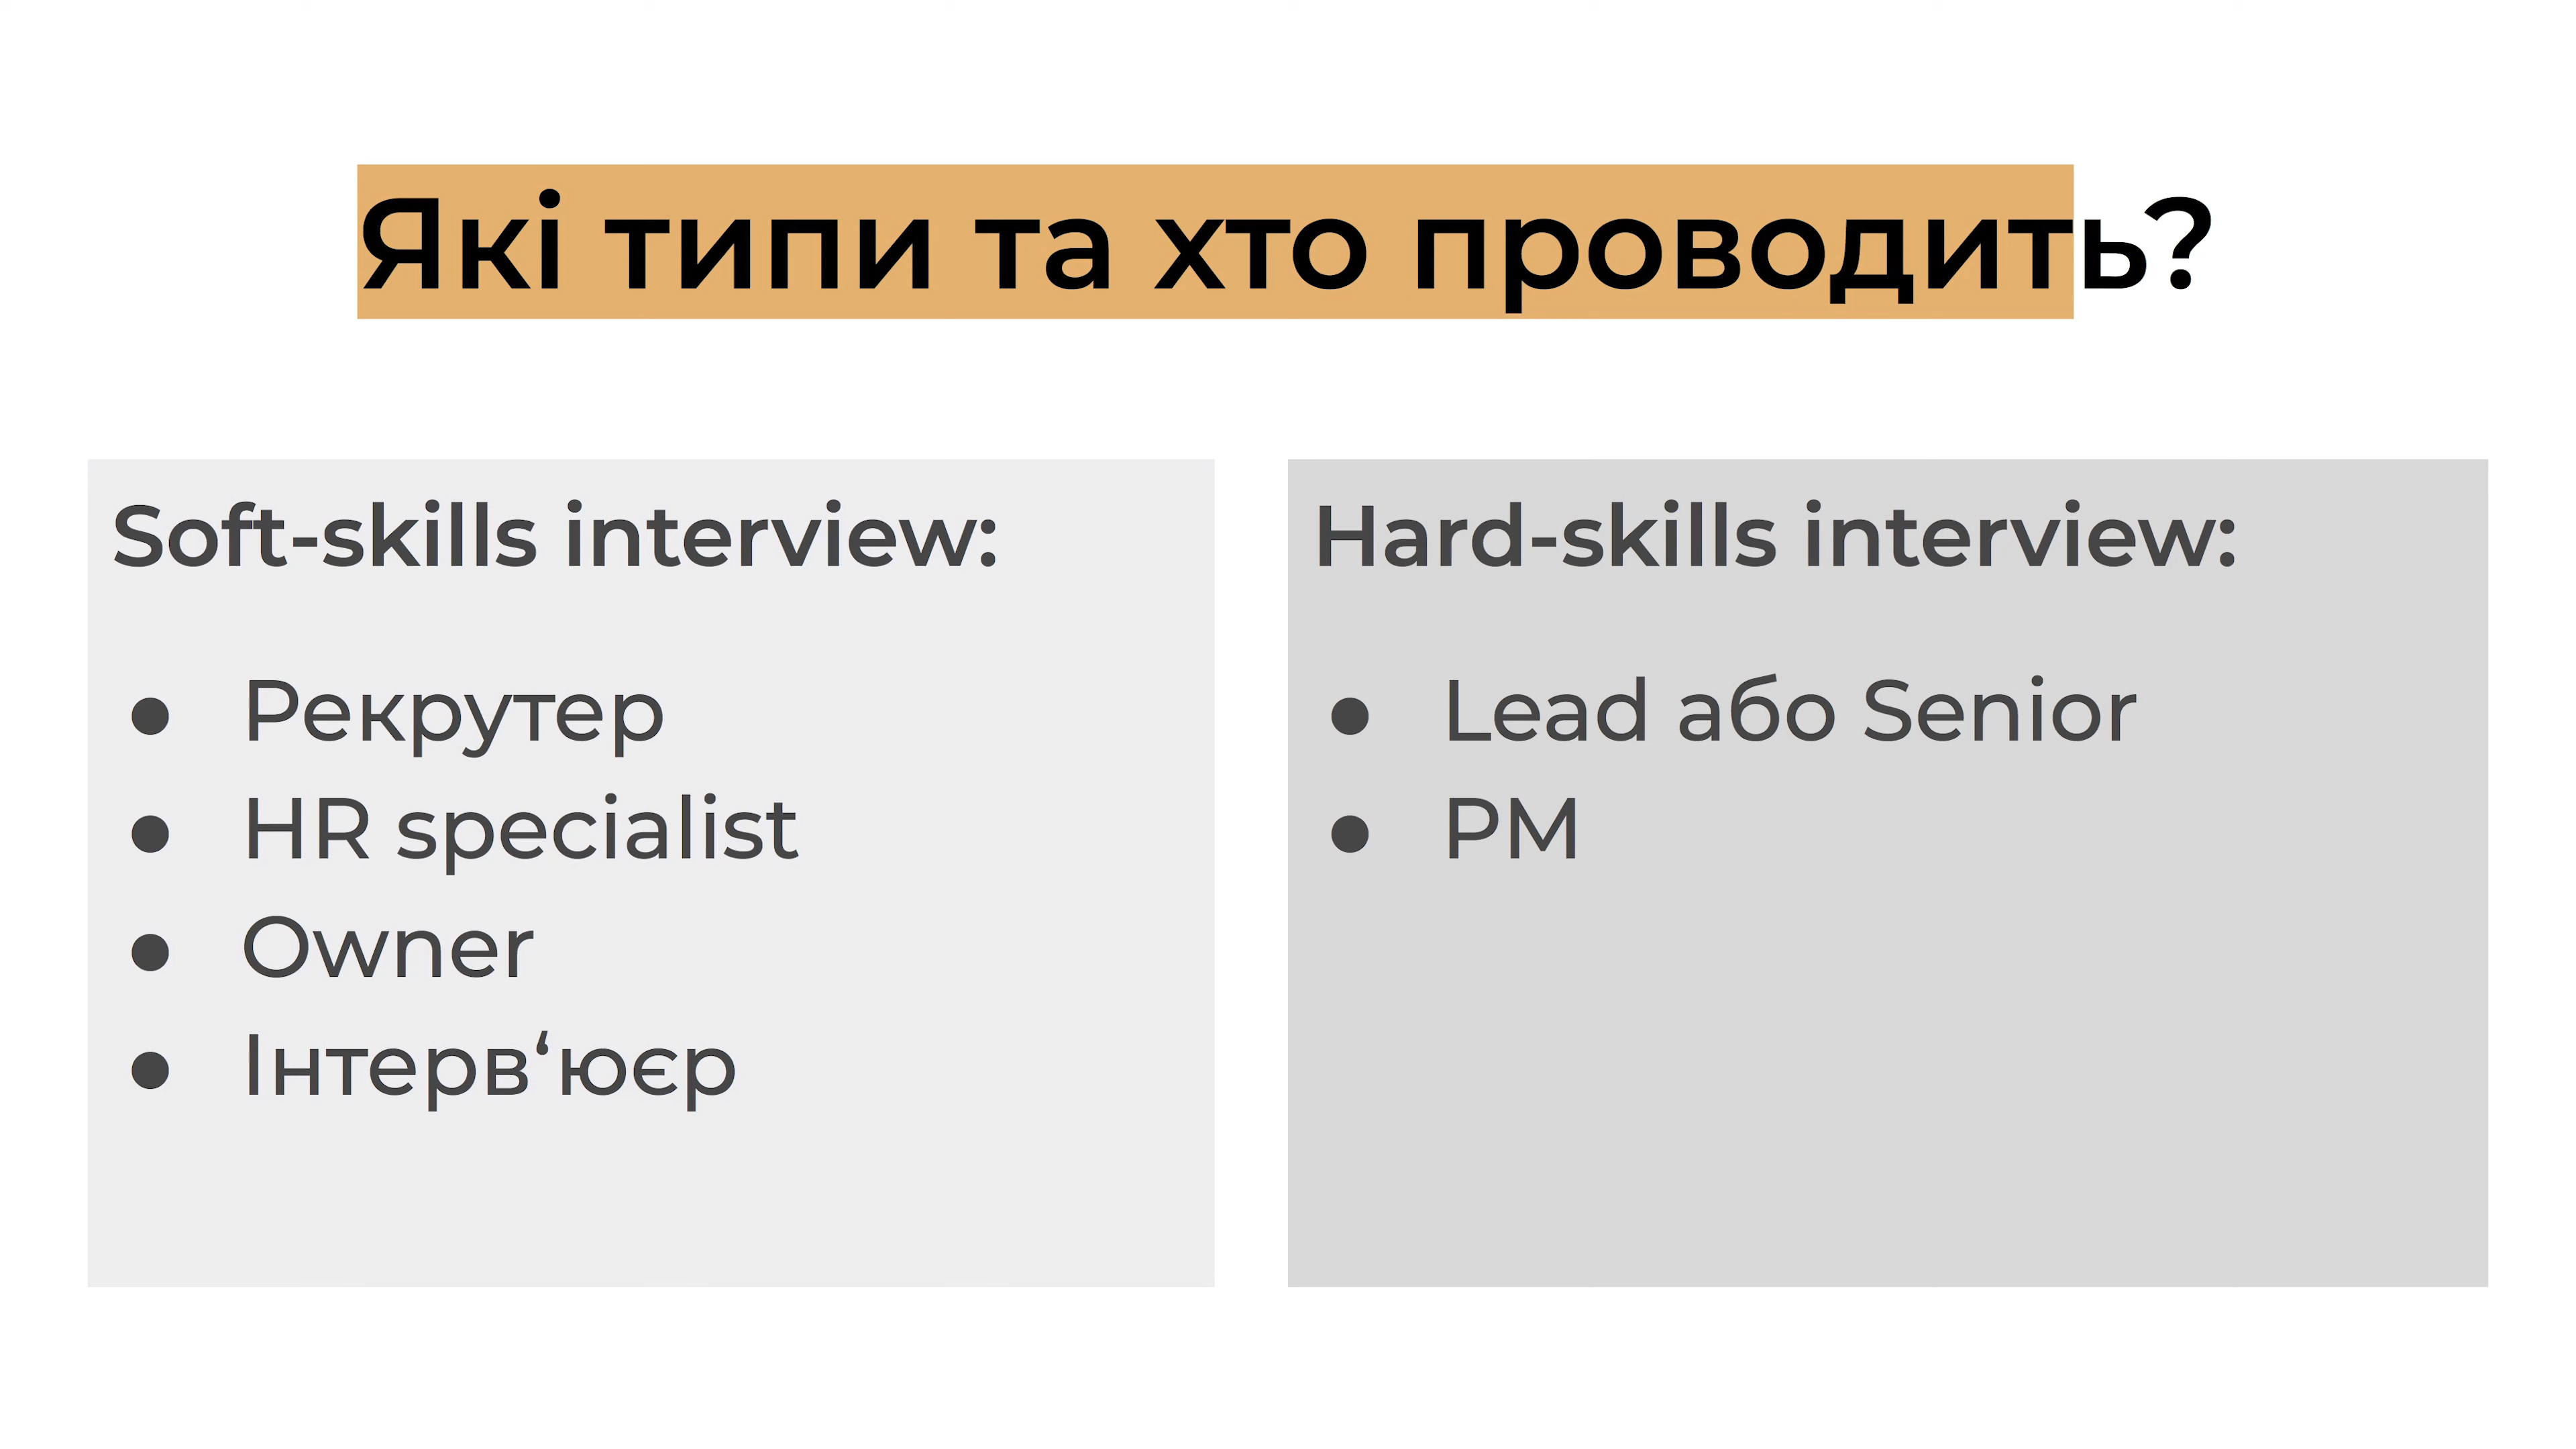 Які типи та хто проводить?
Soft-skills interview:
● Рекрутер
● HR specialist
● Owner
● Інтерв‘юєр
Hard-skills interview:
● Lead або Senior
● PM